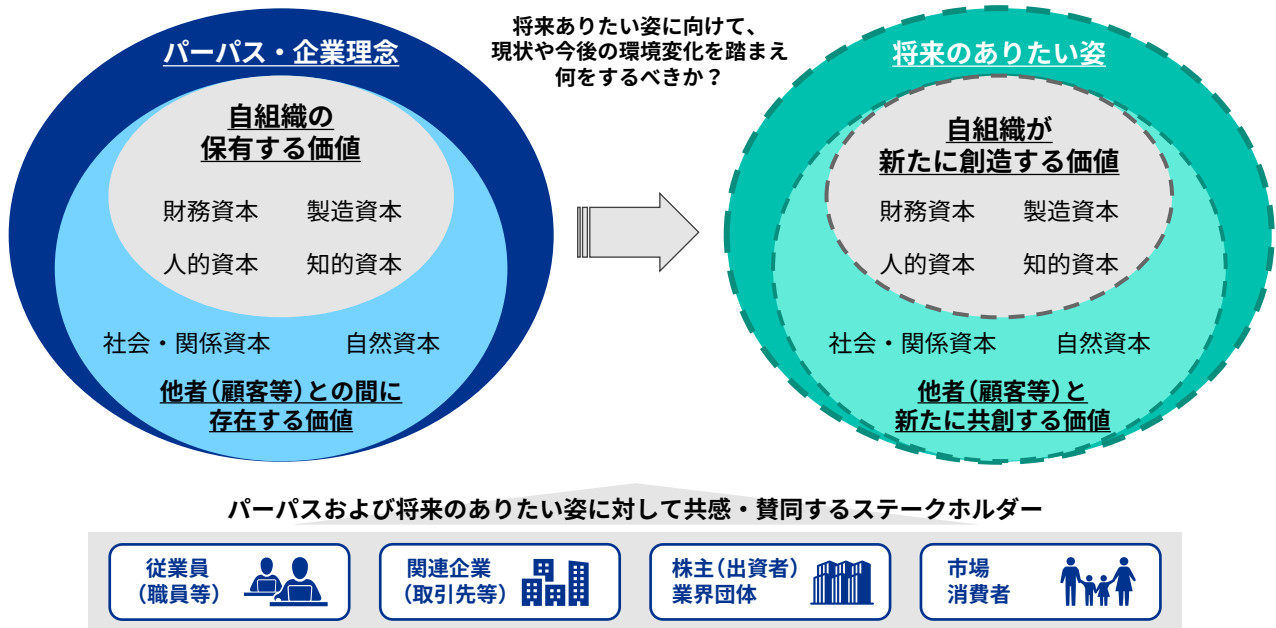 パーパス・企業理念
自組織の
保有する価値
財務資本 製造資本
人的資本 知的資本
社会・関係資本 自然資本
他者(顧客等)との間に
存在する価値
将来ありたい姿に向けて、
現状や今後の環境変化を踏まえ
何をするべきか？
将来のありたい姿
自組織が
新たに創造する価値
財務資本 製造資本
人的資本 知的資本
社会・関係資本 自然資本
他者(顧客等)と
新たに共創する価値
パーパスおよび将来のありたい姿に対して共感・賛同するステークホルダー
従業員
(職員等)
関連企業
(取引先等)
株主(出資者)
業界団体
市場
消費者